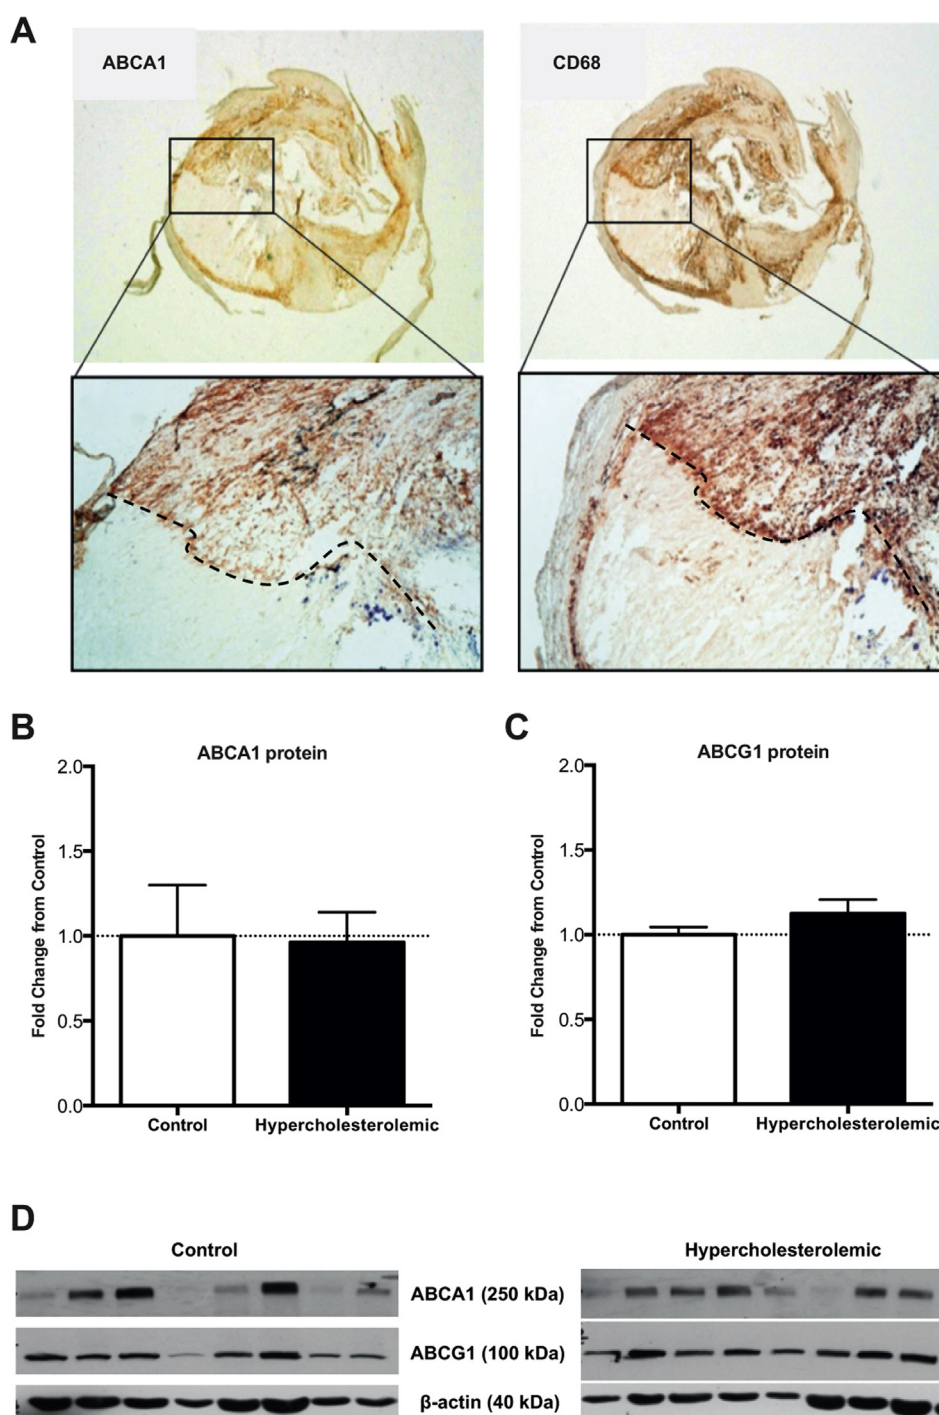 A
ABCA1
CD68
B
ABCA1 protein
Fold Change from Control
2.0
1.5
1.0
0.5
0.0
Control
Hypercholesterolemic
C
ABCG1 protein
Fold Change from Control
2.0
1.5
1.0
0.5
0.0
Control
Hypercholesterolemic
D
Control
Hypercholesterolemic
ABCA1 (250 kDa)
ABCG1 (100 kDa)
β-actin (40 kDa)